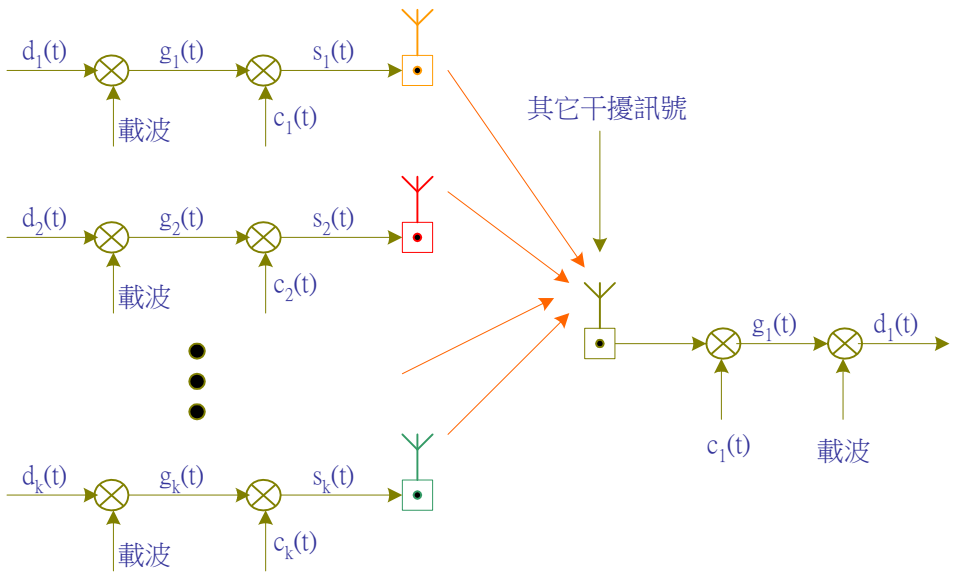 d₁(t) g₁(t) s₁(t)
載波 c₁(t)
其它干擾訊號
d₂(t) g₂(t) s₂(t)
載波 c₂(t)
g₁(t) d₁(t)
c₁(t) 載波
dₖ(t) gₖ(t) sₖ(t)
載波 cₖ(t)